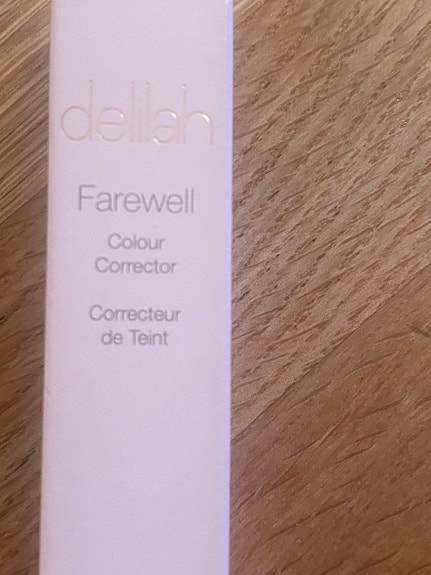 delilah
Farewell
Colour
Corrector
Correcteur
de Teint